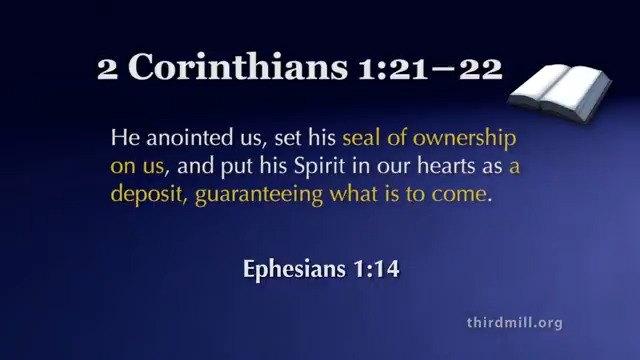 2 Corinthians 1:21–22
He anointed us, set his seal of ownership
on us, and put his Spirit in our hearts as a
deposit, guaranteeing what is to come.
Ephesians 1:14
thirdmill.org